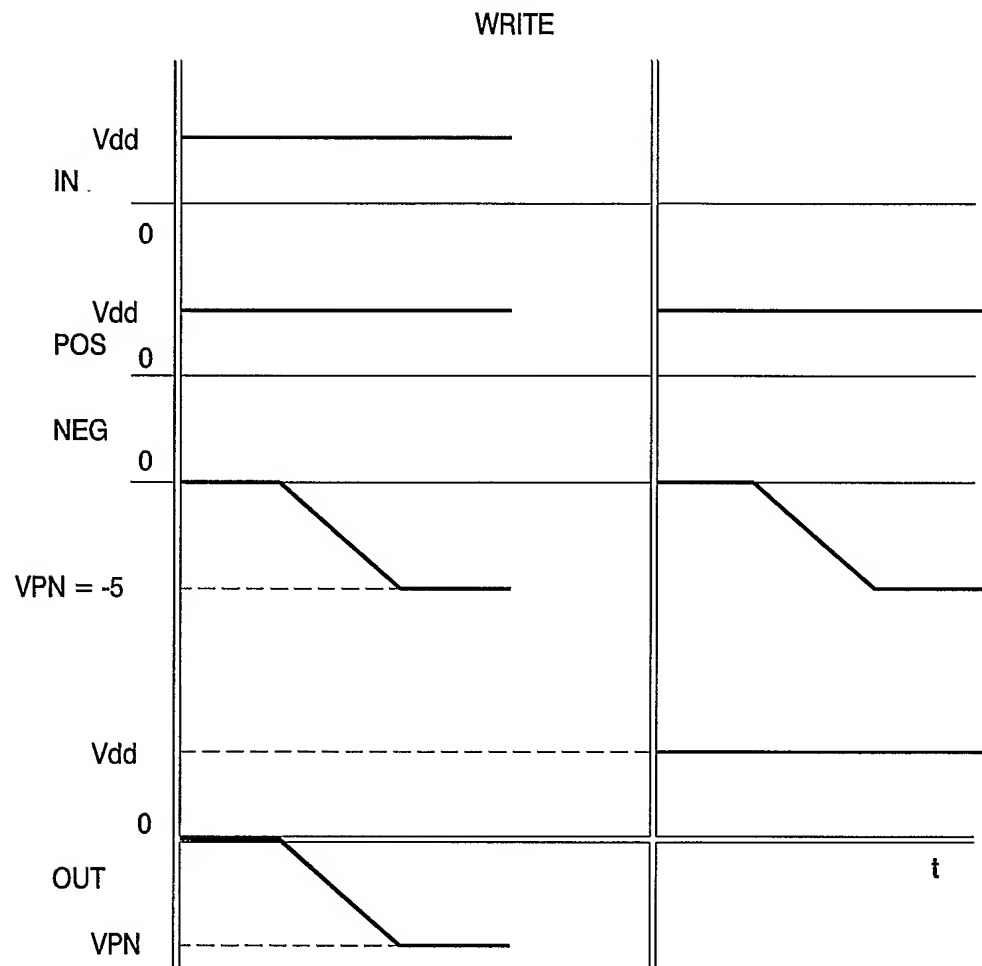 WRITE
Vdd
IN
0
Vdd
POS 0
NEG
0
VPN = -5
Vdd
0
OUT t
VPN